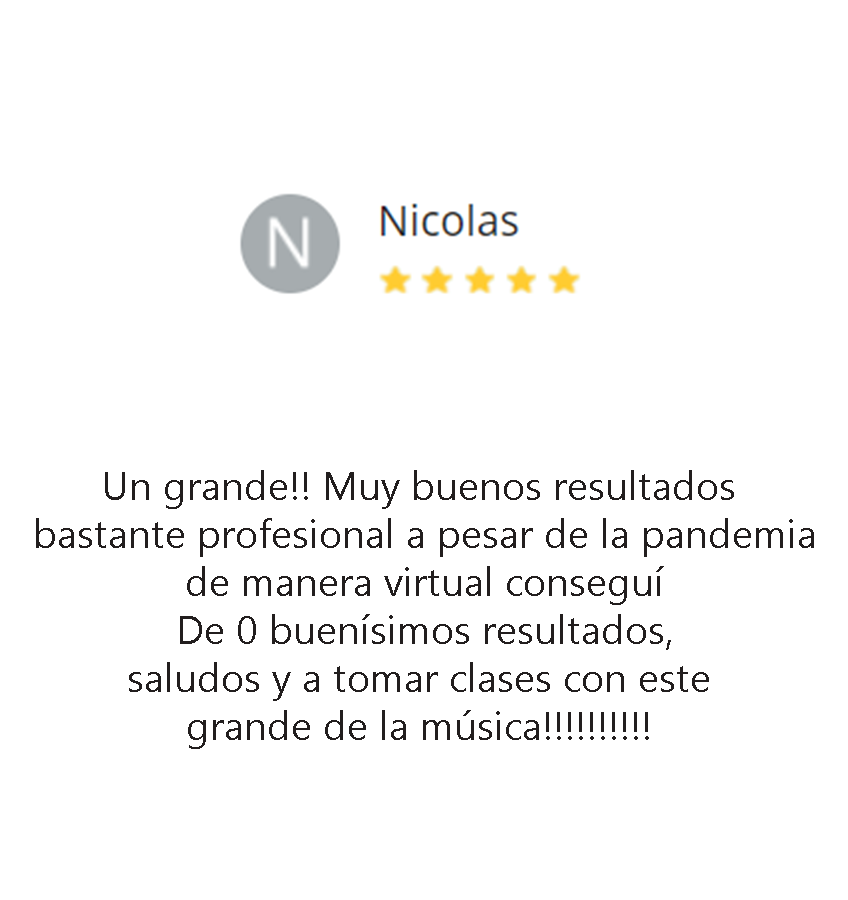 N
Nicolas
Un grande!! Muy buenos resultados
bastante profesional a pesar de la pandemia
de manera virtual conseguí
De 0 buenísimos resultados,
saludos y a tomar clases con este
grande de la música!!!!!!!!!!